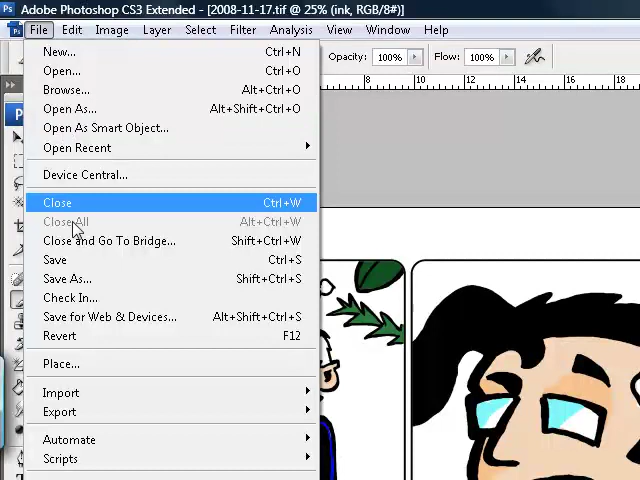 Ps Adobe Photoshop CS3 Extended - [2008-11-17.tif @ 25% (ink, RGB/8#)]
Ps File Edit Image Layer Select Filter Analysis View Window Help
Opacity: 100% Flow: 100%
New... Ctrl+N
Open... Ctrl+O
Browse... Alt+Ctrl+O
Open As... Alt+Shift+Ctrl+O
Open As Smart Object...
Open Recent
Device Central...
Close Ctrl+W
Close All Alt+Ctrl+W
Close and Go To Bridge... Shift+Ctrl+W
Save Ctrl+S
Save As... Shift+Ctrl+S
Check In...
Save for Web & Devices... Alt+Shift+Ctrl+S
Revert F12
Place...
Import
Export
Automate
Scripts
8 10 12 14 16 18